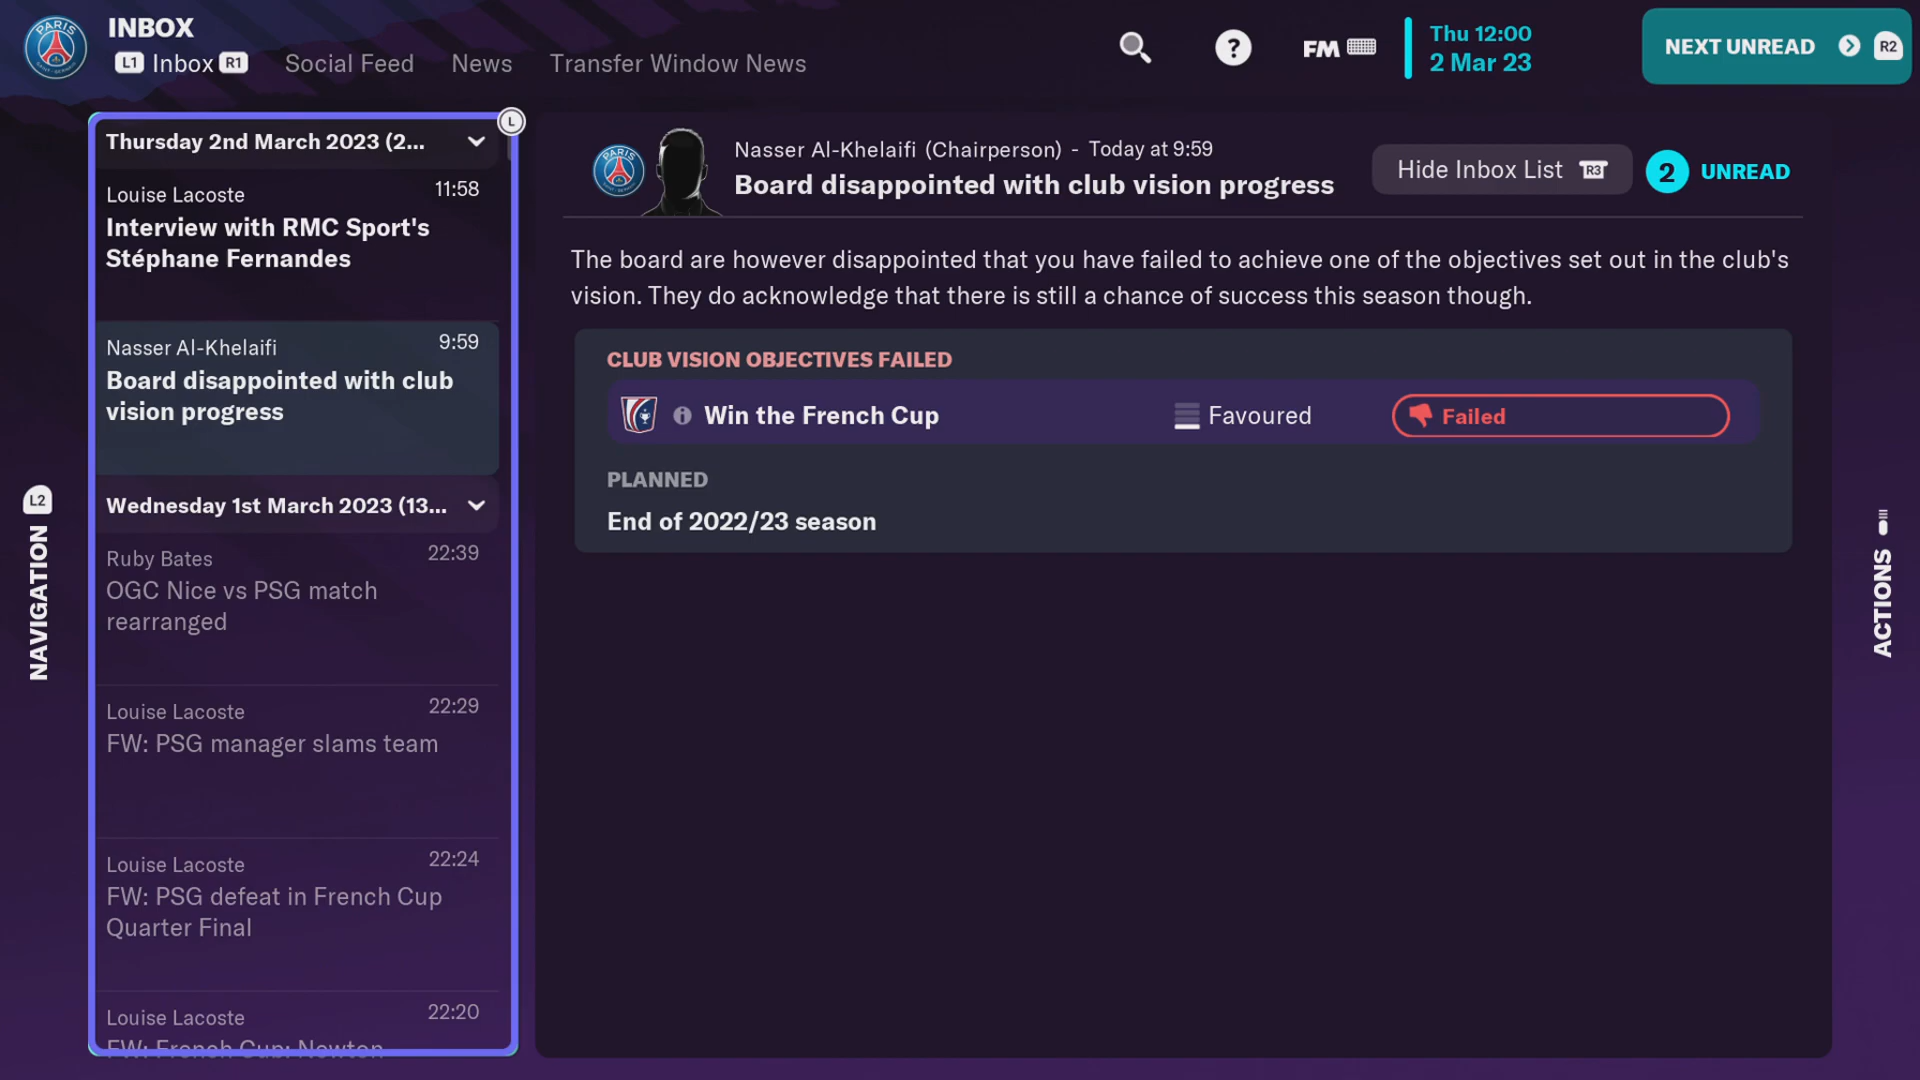 INBOX
L1 Inbox R1 Social Feed News Transfer Window News
FM
Thu 12:00
2 Mar 23
NEXT UNREAD R2
L
Thursday 2nd March 2023 (2...
Louise Lacoste 11:58
Interview with RMC Sport's
Stéphane Fernandes
Nasser Al-Khelaifi 9:59
Board disappointed with club
vision progress
Wednesday 1st March 2023 (13...
Ruby Bates 22:39
OGC Nice vs PSG match
rearranged
Louise Lacoste 22:29
FW: PSG manager slams team
Louise Lacoste 22:24
FW: PSG defeat in French Cup
Quarter Final
Louise Lacoste 22:20
FW: French Cup: Newton
L2
NAVIGATION
PARIS
Nasser Al-Khelaifi (Chairperson) - Today at 9:59
Board disappointed with club vision progress
Hide Inbox List R3
2 UNREAD
The board are however disappointed that you have failed to achieve one of the objectives set out in the club's
vision. They do acknowledge that there is still a chance of success this season though.
CLUB VISION OBJECTIVES FAILED
Win the French Cup Favoured Failed
PLANNED
End of 2022/23 season
ACTIONS